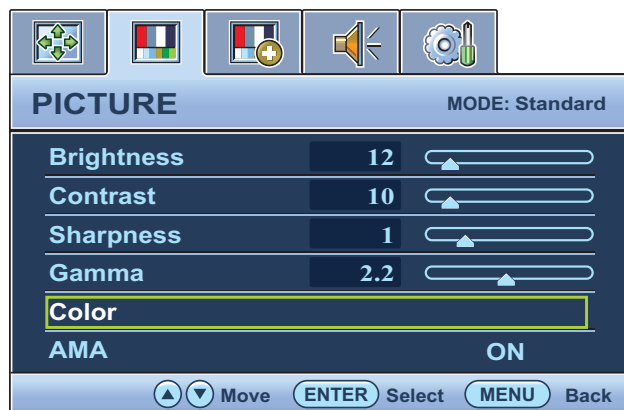 PICTURE MODE: Standard
Brightness 12
Contrast 10
Sharpness 1
Gamma 2.2
Color
AMA ON
Move ENTER Select MENU Back